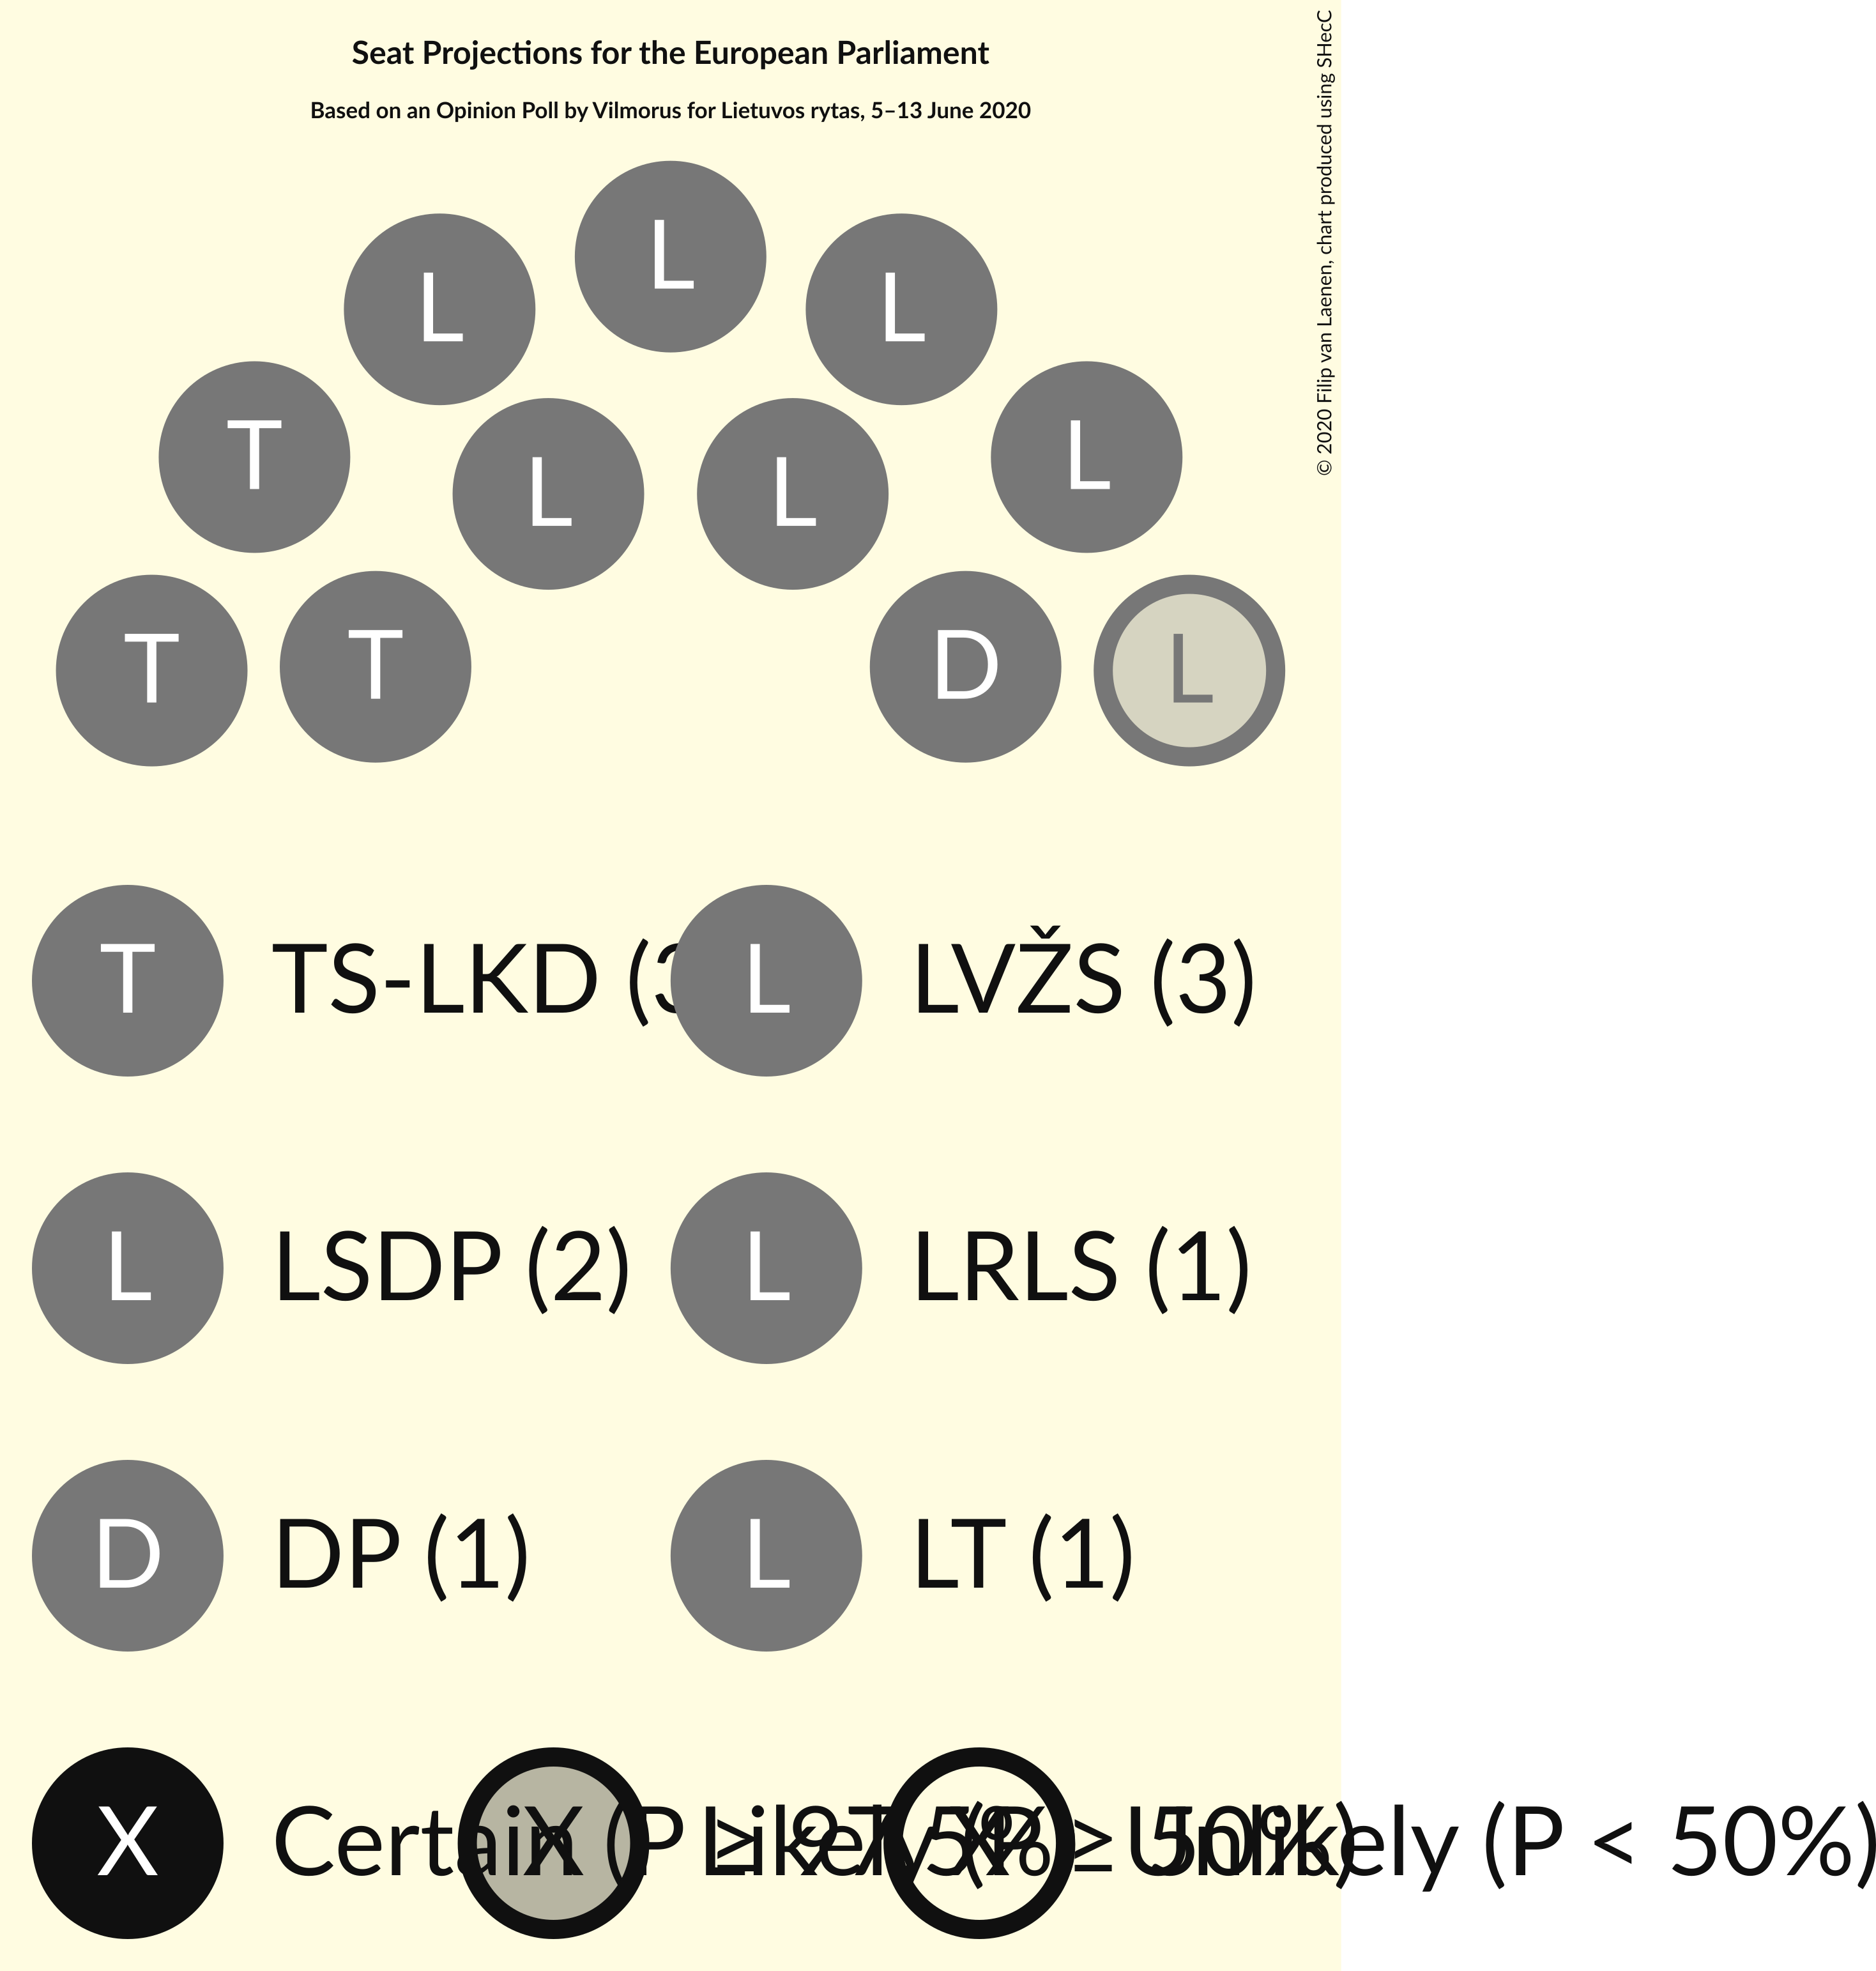 Seat Projections for the European Parliament
Based on an Opinion Poll by Vilmorus for Lietuvos rytas, 5–13 June 2020
© 2020 Filip van Laenen, chart produced using SHecC
L
L L
T L
L L
T T D L
T TS-LKD (3 L LVŽS (3)
L LSDP (2) L LRLS (1)
D DP (1) L LT (1)
X Certain (P ≥ X Likely (P ≥ 50%) X Unlikely (P < 50%)